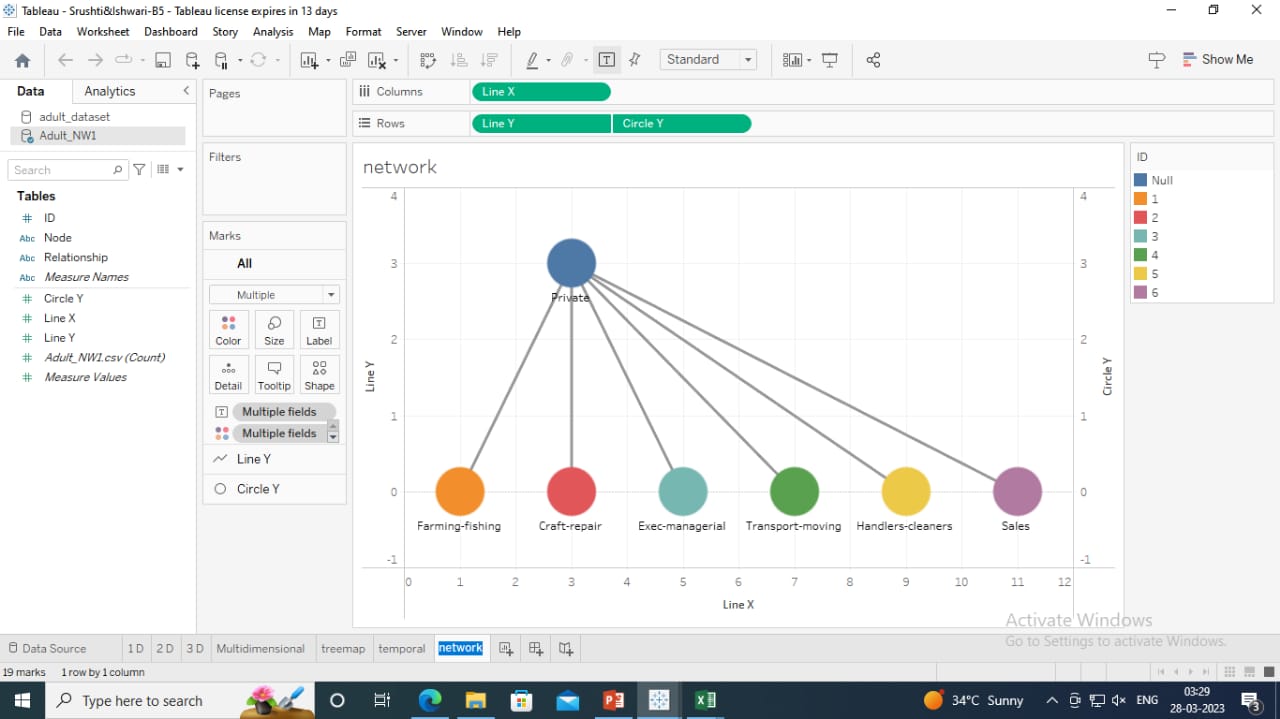 Tableau - Srushti&Ishwari-B5 - Tableau license expires in 13 days
File Data Worksheet Dashboard Story Analysis Map Format Server Window Help
Standard
Show Me
Data Analytics
Pages
Columns Line X
adult_dataset
Adult_NW1
Rows Line Y Circle Y
Search
Filters
network
ID
Null
1
2
3
4
5
6
Tables
ID
Abc Node
Abc Relationship
Abc Measure Names
Circle Y
Line X
Line Y
Adult_NW1.csv (Count)
Measure Values
Marks
All
Multiple
Color Size Label
Detail Tooltip Shape
Multiple fields
Multiple fields
Line Y
Circle Y
4 4
3 3
Private
2 2
Line Y Circle Y
1 1
0 0
Farming-fishing Craft-repair Exec-managerial Transport-moving Handlers-cleaners Sales
-1 -1
0 1 2 3 4 5 6 7 8 9 10 11 12
Line X
Activate Windows
Go to Settings to activate Windows.
Data Source 1 D 2 D 3 D Multidimensional treemap temporal network
19 marks 1 row by 1 column
Type here to search
34°C Sunny
ENG
03:29
28-03-2023
3